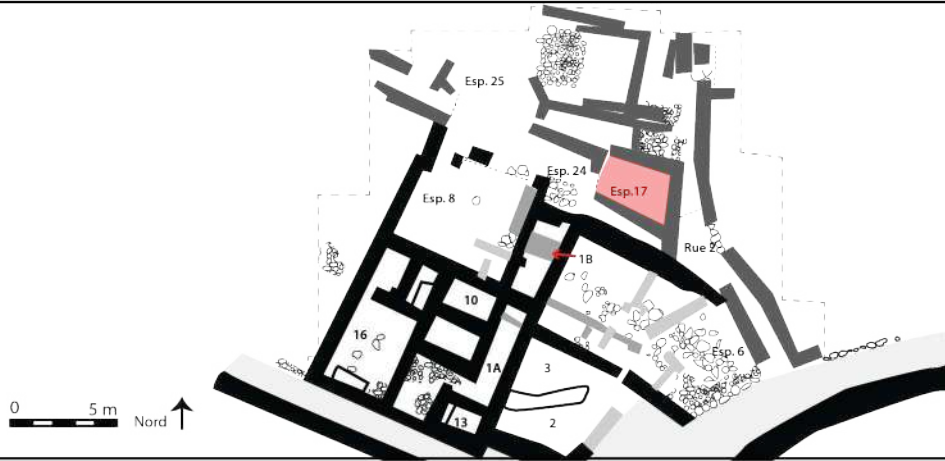 Esp. 25
Esp. 24
Esp.17
Esp. 8
Rue 2
1B
10
16
Esp. 6
3
1A
0 5 m
Nord
13
2